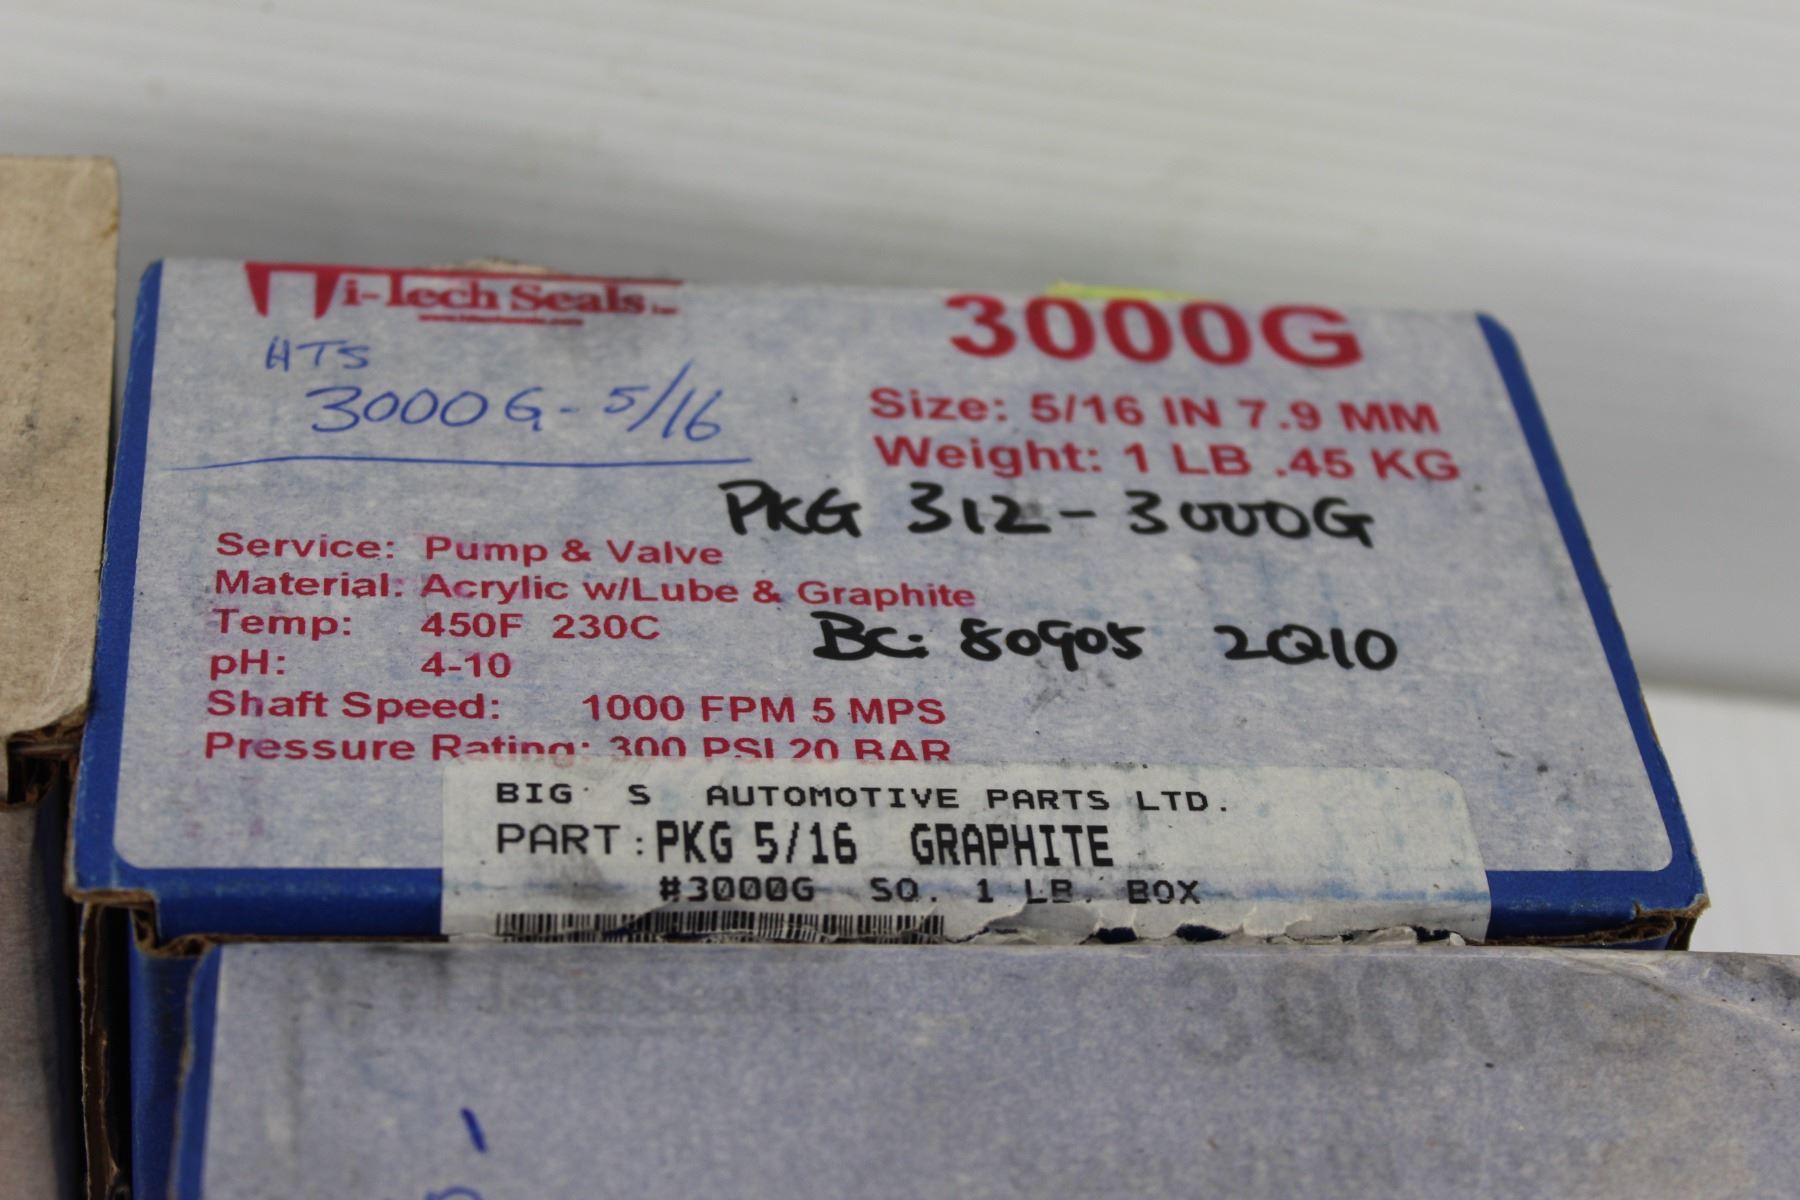 Hi-Tech Seals Inc
3000G
HTS
3000G-5/16
Size: 5/16 IN 7.9 MM
Weight: 1 LB .45 KG
PKG 312-3000G
Service: Pump & Valve
Material: Acrylic w/Lube & Graphite
Temp: 450F 230C
BC: 80905 2Q10
pH: 4-10
Shaft Speed: 1000 FPM 5 MPS
Pressure Rating: 300 PSI 20 BAR
BIG S AUTOMOTIVE PARTS LTD.
PART: PKG 5/16 GRAPHITE
#3000G SQ. 1 LB. BOX